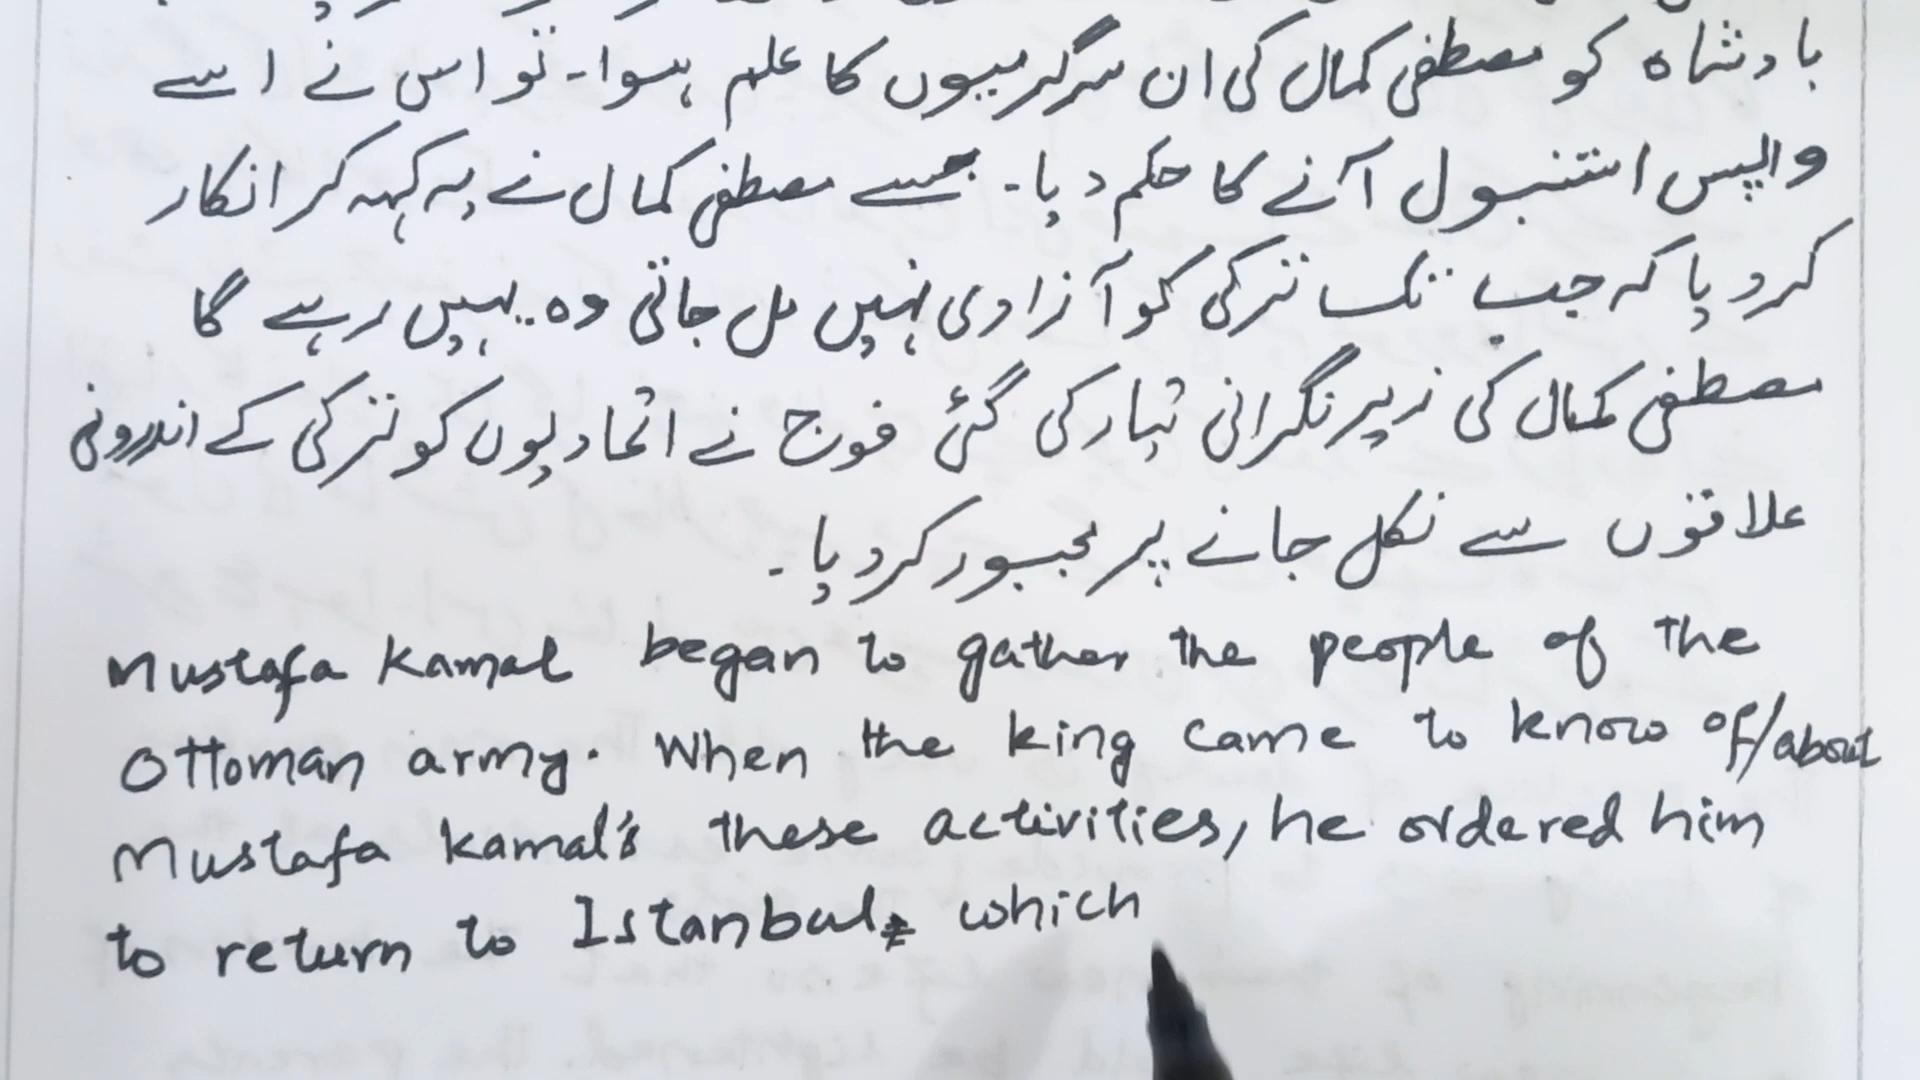 بادشاہ کو مصطفی کمال کی ان سرگرمیوں کا علم ہوا۔ تو اس نے اسے
واپس استنبول آنے کا حکم دیا۔ جسے مصطفی کمال نے یہ کہہ کر انکار
کر دیا کہ جب تک ترکی کو آزادی نہیں مل جاتی وہ یہیں رہے گا
مصطفی کمال کی زیر نگرانی تیار کی گئی فوج نے اتحادیوں کو ترکی کے اندرونی
علاقوں سے نکل جانے پر مجبور کر دیا۔
Mustafa Kamal began to gather the people of the
Ottoman army. When the king came to know of/about
Mustafa Kamal's these activities, he ordered him
to return to Istanbul which